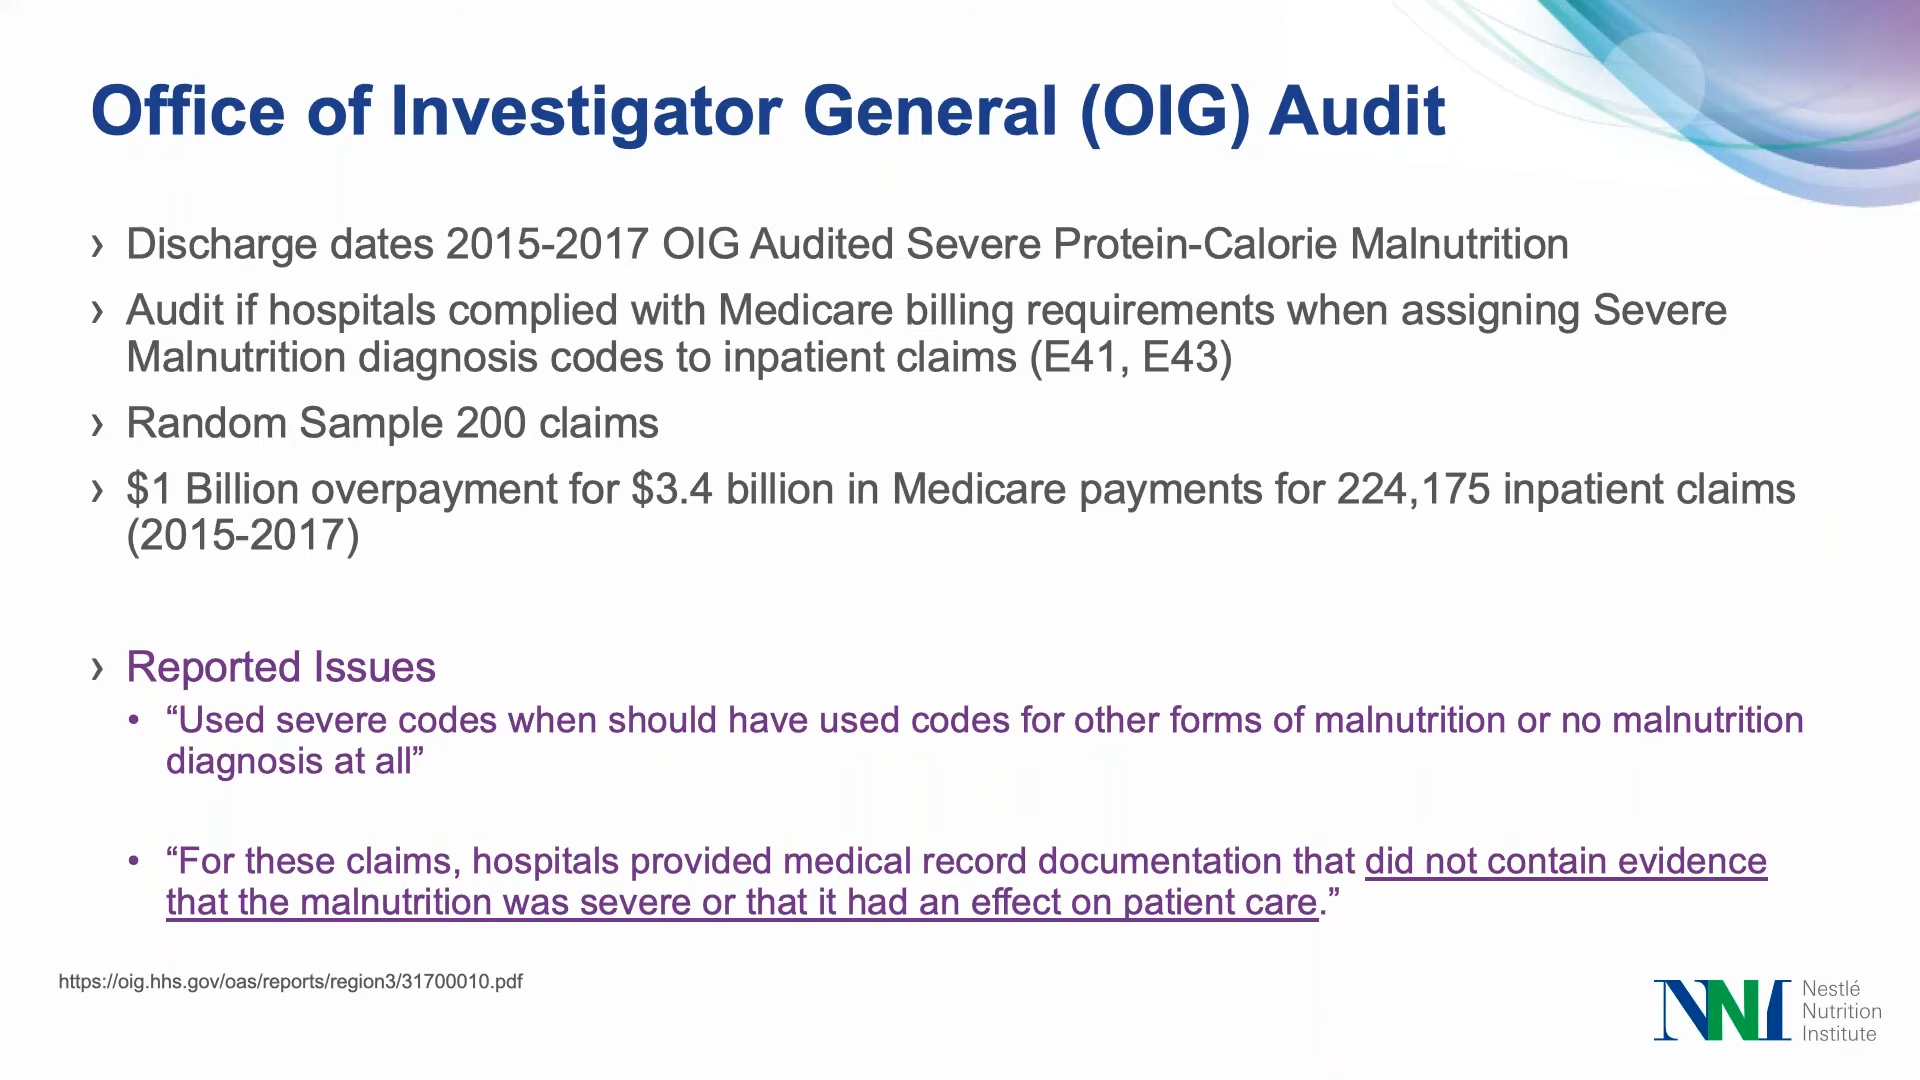 Office of Investigator General (OIG) Audit
› Discharge dates 2015-2017 OIG Audited Severe Protein-Calorie Malnutrition
› Audit if hospitals complied with Medicare billing requirements when assigning Severe
Malnutrition diagnosis codes to inpatient claims (E41, E43)
› Random Sample 200 claims
› $1 Billion overpayment for $3.4 billion in Medicare payments for 224,175 inpatient claims
(2015-2017)
› Reported Issues
• “Used severe codes when should have used codes for other forms of malnutrition or no malnutrition
diagnosis at all”
• “For these claims, hospitals provided medical record documentation that did not contain evidence
that the malnutrition was severe or that it had an effect on patient care.”
https://oig.hhs.gov/oas/reports/region3/31700010.pdf
NNI
Nestlé
Nutrition
Institute